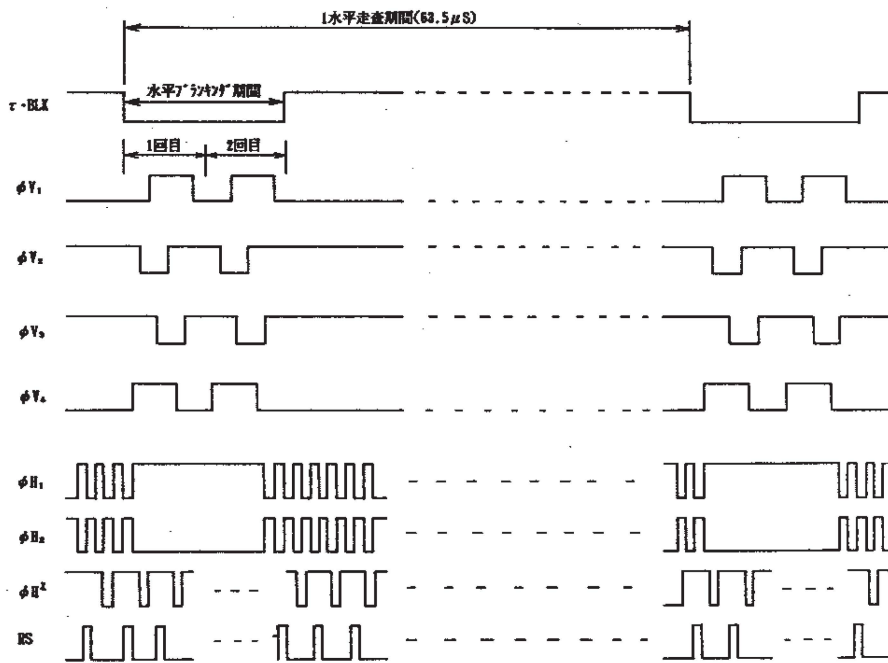 1水平走査期間(63.5μS)
水平ブランキング期間
τ・BLK
1回目 2回目
φV₁
φV₂
φV₃
φV₄
φH₁
φH₂
φHᴵ
RS